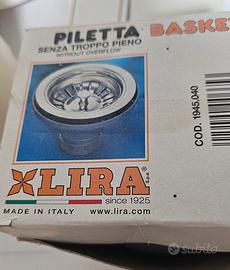 PILETTA BASKE
SENZA TROPPO PIENO
WITHOUT OVERFLOW
COD. 1945.040
LIRA S.p.A.
since 1925
MADE IN ITALY www.lira.com
subito